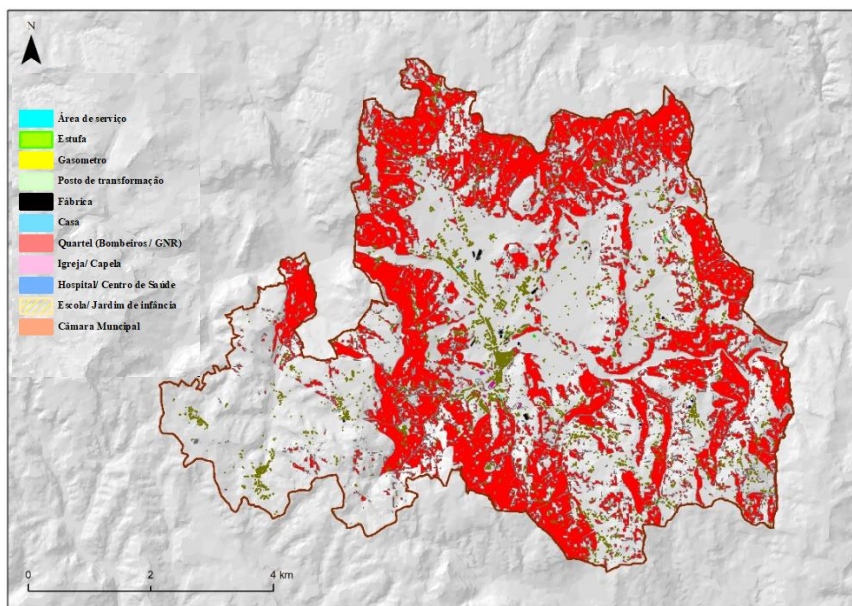 N
Área de serviço
Estufa
Gasometro
Posto de transformação
Fábrica
Casa
Quartel (Bombeiros / GNR)
Igreja/ Capela
Hospital/ Centro de Saúde
Escola/ Jardim de infância
Câmara Muncipal
0 2 4 km